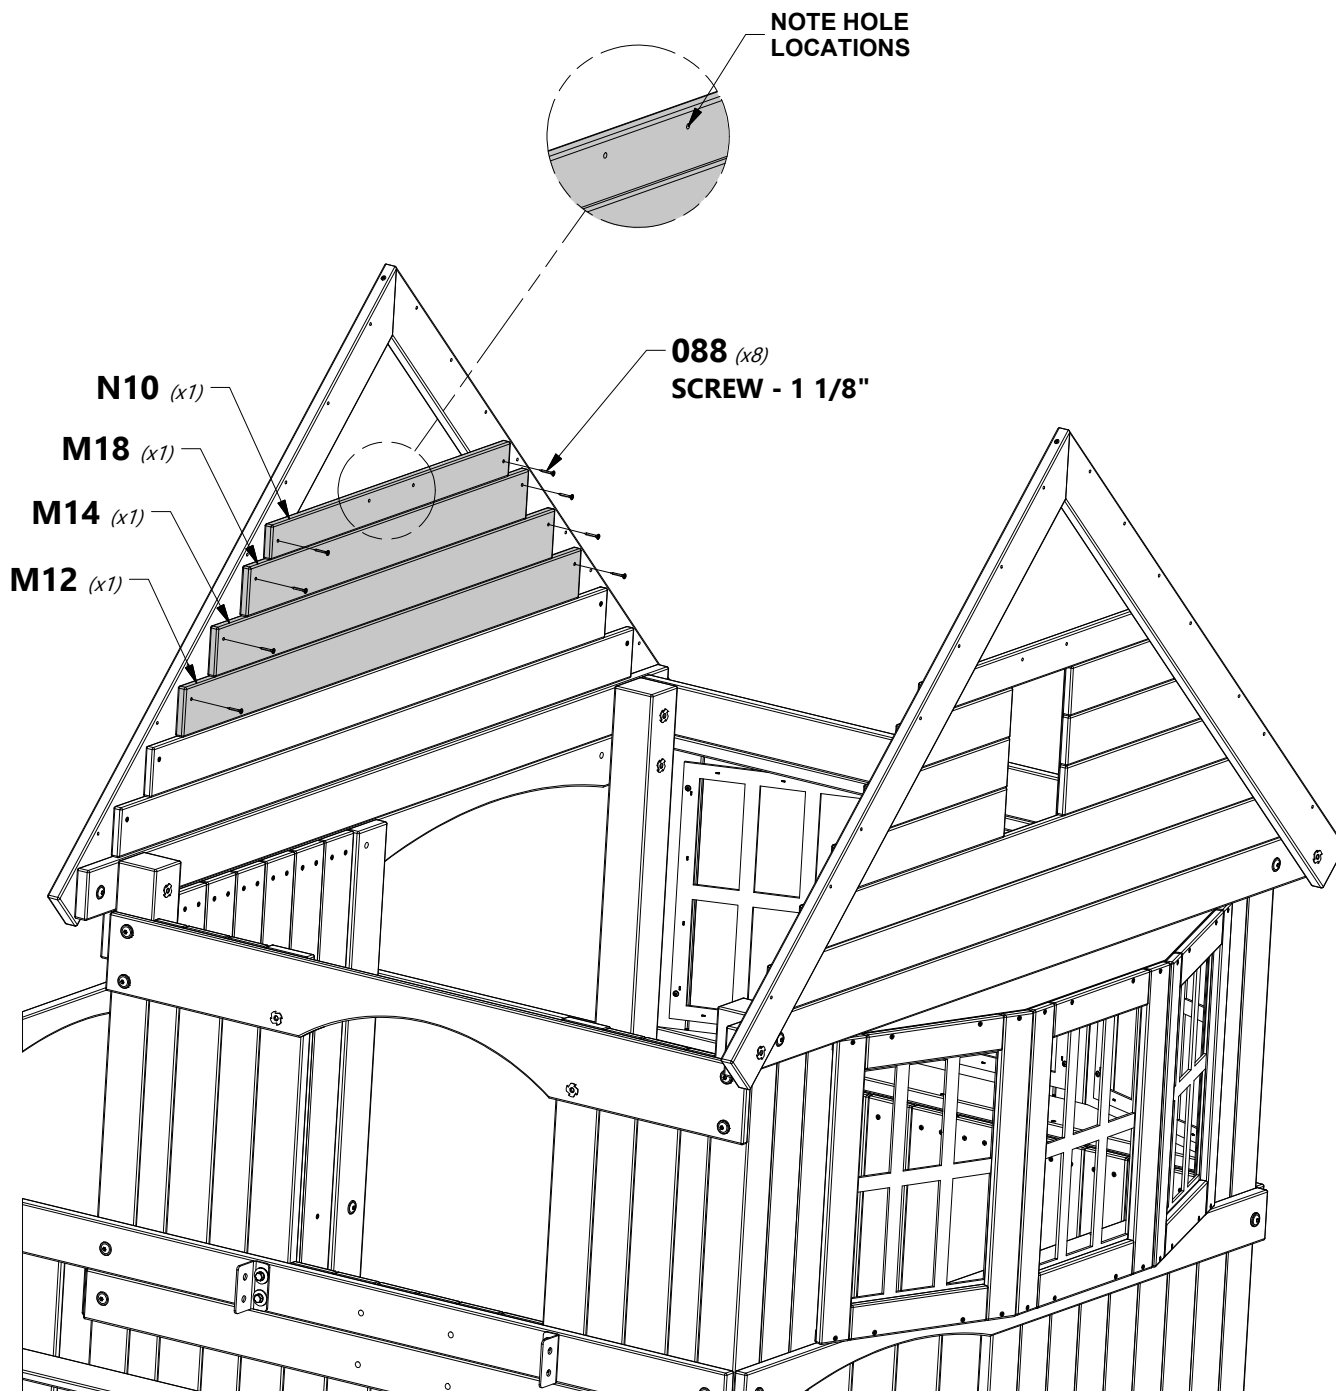 NOTE HOLE
LOCATIONS
088 (x8)
SCREW - 1 1/8"
N10 (x1)
M18 (x1)
M14 (x1)
M12 (x1)